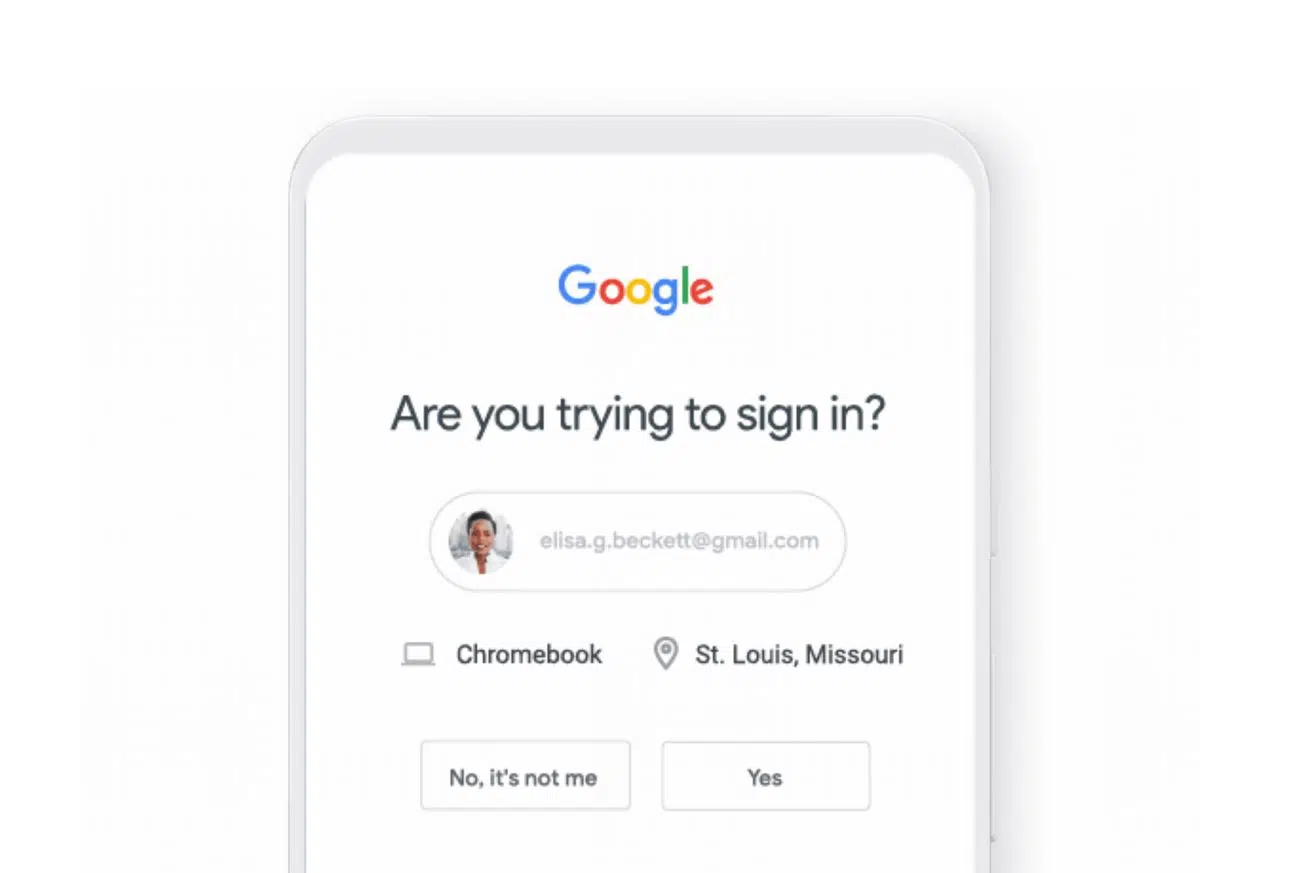 Google
Are you trying to sign in?
elisa.g.beckett@gmail.com
Chromebook St. Louis, Missouri
No, it's not me Yes